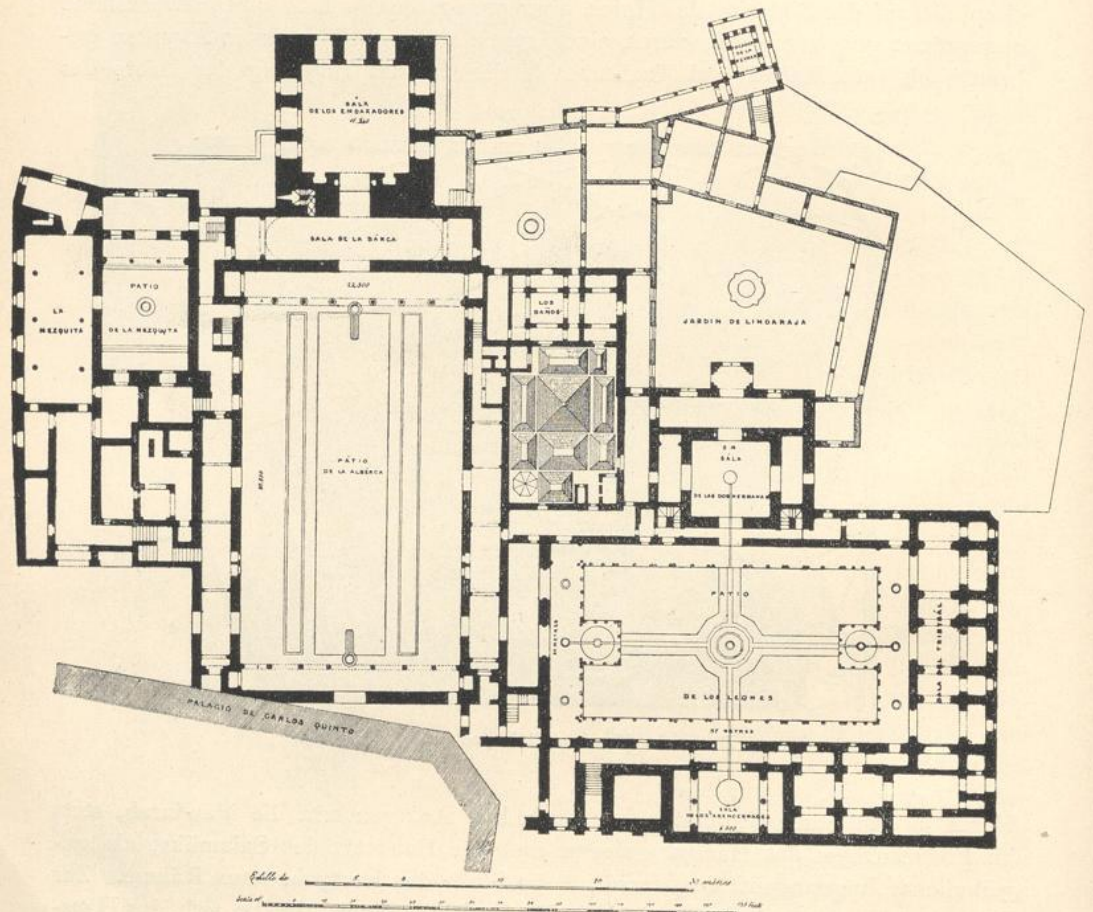 SALA
DE LOS EMBAXADORES
SALA DE LA BARCA
LA
MEZQUITA
PATIO
DE LA MEZQUITA
LOS
BAÑOS
JARDIN DE LINDARAJA
PATIO
DE LA ALBERCA
SALA
DE LAS DOS HERMANAS
PATIO
DE LOS LEONES
SALA DEL TRIBUNAL
PALACIO DE CARLOS QUINTO
SALA
DE LOS ABENCERRAGES